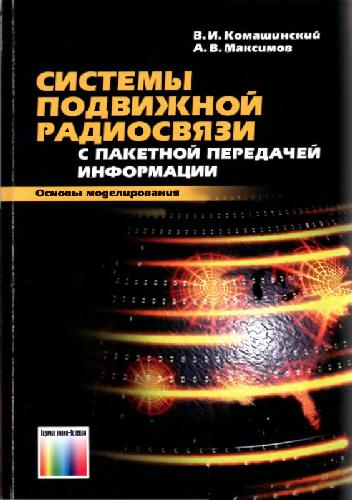 В.И. Комашинский
А.В. Максимов
СИСТЕМЫ
ПОДВИЖНОЙ
РАДИОСВЯЗИ
С ПАКЕТНОЙ ПЕРЕДАЧЕЙ
ИНФОРМАЦИИ
Основы моделирования